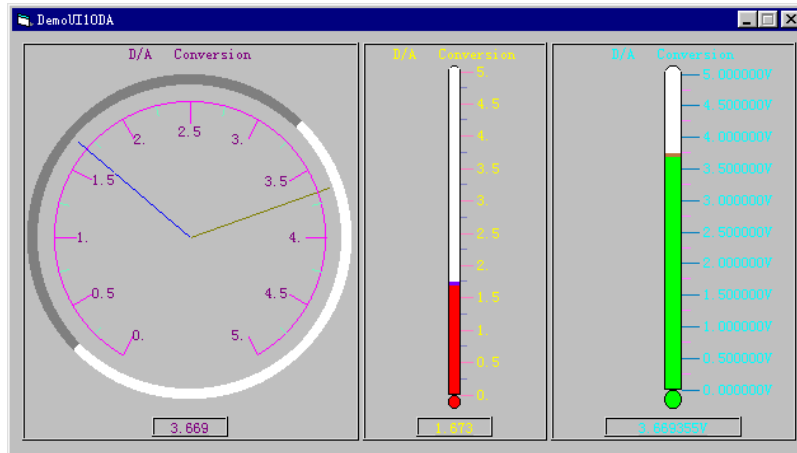 DemoUI10DA
D/A Conversion
2.5
2.
3.
1.5
3.5
1.
4.
0.5
4.5
0.
5.
3.669
D/A Conversion
5.
4.5
4.
3.5
3.
2.5
2.
1.5
1.
0.5
0.
1.673
D/A Conversion
5.000000V
4.500000V
4.000000V
3.500000V
3.000000V
2.500000V
2.000000V
1.500000V
1.000000V
0.500000V
0.000000V
3.669355V